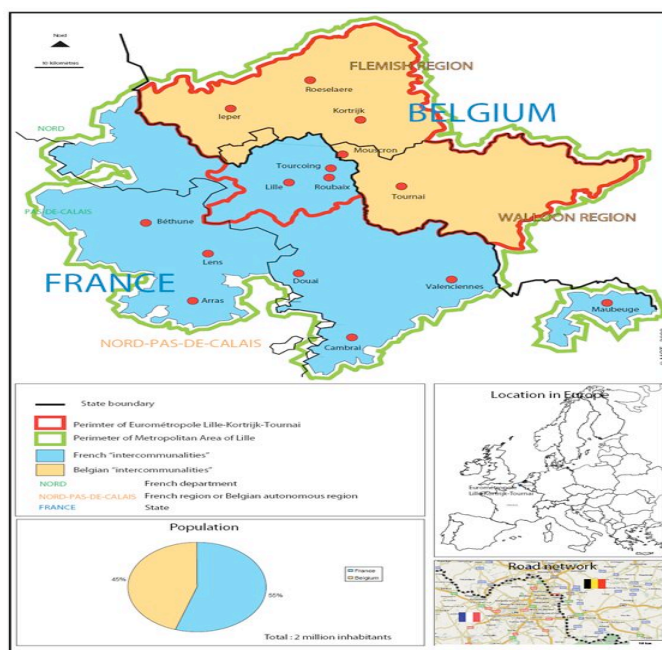 Nord
10 kilometres
FLEMISH REGION
Roeselaere
BELGIUM
Ieper
Kortrijk
NORD
Mouscron
Tourcoing
Lille
Roubaix
Tournai
PAS-DE-CALAIS
WALLOON REGION
Béthune
Lens
FRANCE
Douai
Valenciennes
Arras
Maubeuge
NORD-PAS-DE-CALAIS
Cambrai
State boundary
Perimter of Eurométropole Lille-Kortrijk-Tournai
Perimeter of Metropolitan Area of Lille
French “intercommunalities”
Belgian “intercommunalities”
NORD French department
NORD-PAS-DE-CALAIS French region or Belgian autonomous region
FRANCE State
Location in Europe
Eurométropole
Lille-Kortrijk-Tournai
Population
45%
France
Belgium
55%
Total : 2 million inhabitants
Road network